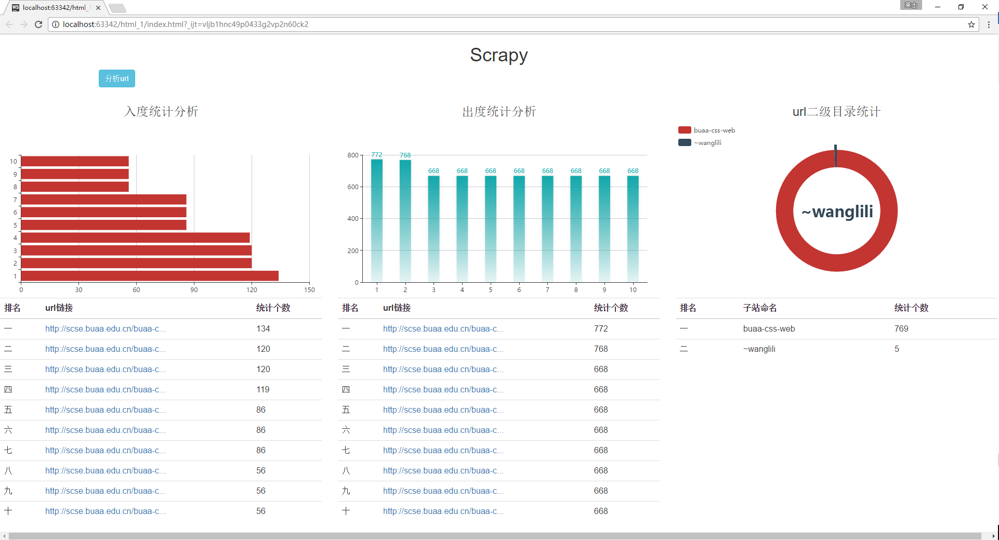 localhost:63342/html_1
莱士
localhost:63342/html_1/index.html?_ijt=vljb1hnc49p0433g2vp2n60ck2
Scrapy
分析url
入度统计分析
10
9
8
7
6
5
4
3
2
1
0 30 60 90 120 150
排名 url链接 统计个数
一 http://scse.buaa.edu.cn/buaa-c... 134
二 http://scse.buaa.edu.cn/buaa-c... 120
三 http://scse.buaa.edu.cn/buaa-c... 120
四 http://scse.buaa.edu.cn/buaa-c... 119
五 http://scse.buaa.edu.cn/buaa-c... 86
六 http://scse.buaa.edu.cn/buaa-c... 86
七 http://scse.buaa.edu.cn/buaa-c... 86
八 http://scse.buaa.edu.cn/buaa-c... 56
九 http://scse.buaa.edu.cn/buaa-c... 56
十 http://scse.buaa.edu.cn/buaa-c... 56
出度统计分析
772 768 668 668 668 668 668 668 668 668
800
600
400
200
0
1 2 3 4 5 6 7 8 9 10
排名 url链接 统计个数
一 http://scse.buaa.edu.cn/buaa-c... 772
二 http://scse.buaa.edu.cn/buaa-c... 768
三 http://scse.buaa.edu.cn/buaa-c... 668
四 http://scse.buaa.edu.cn/buaa-c... 668
五 http://scse.buaa.edu.cn/buaa-c... 668
六 http://scse.buaa.edu.cn/buaa-c... 668
七 http://scse.buaa.edu.cn/buaa-c... 668
八 http://scse.buaa.edu.cn/buaa-c... 668
九 http://scse.buaa.edu.cn/buaa-c... 668
十 http://scse.buaa.edu.cn/buaa-c... 668
url二级目录统计
buaa-css-web
~wanglili
~wanglili
排名 子站命名 统计个数
一 buaa-css-web 769
二 ~wanglili 5